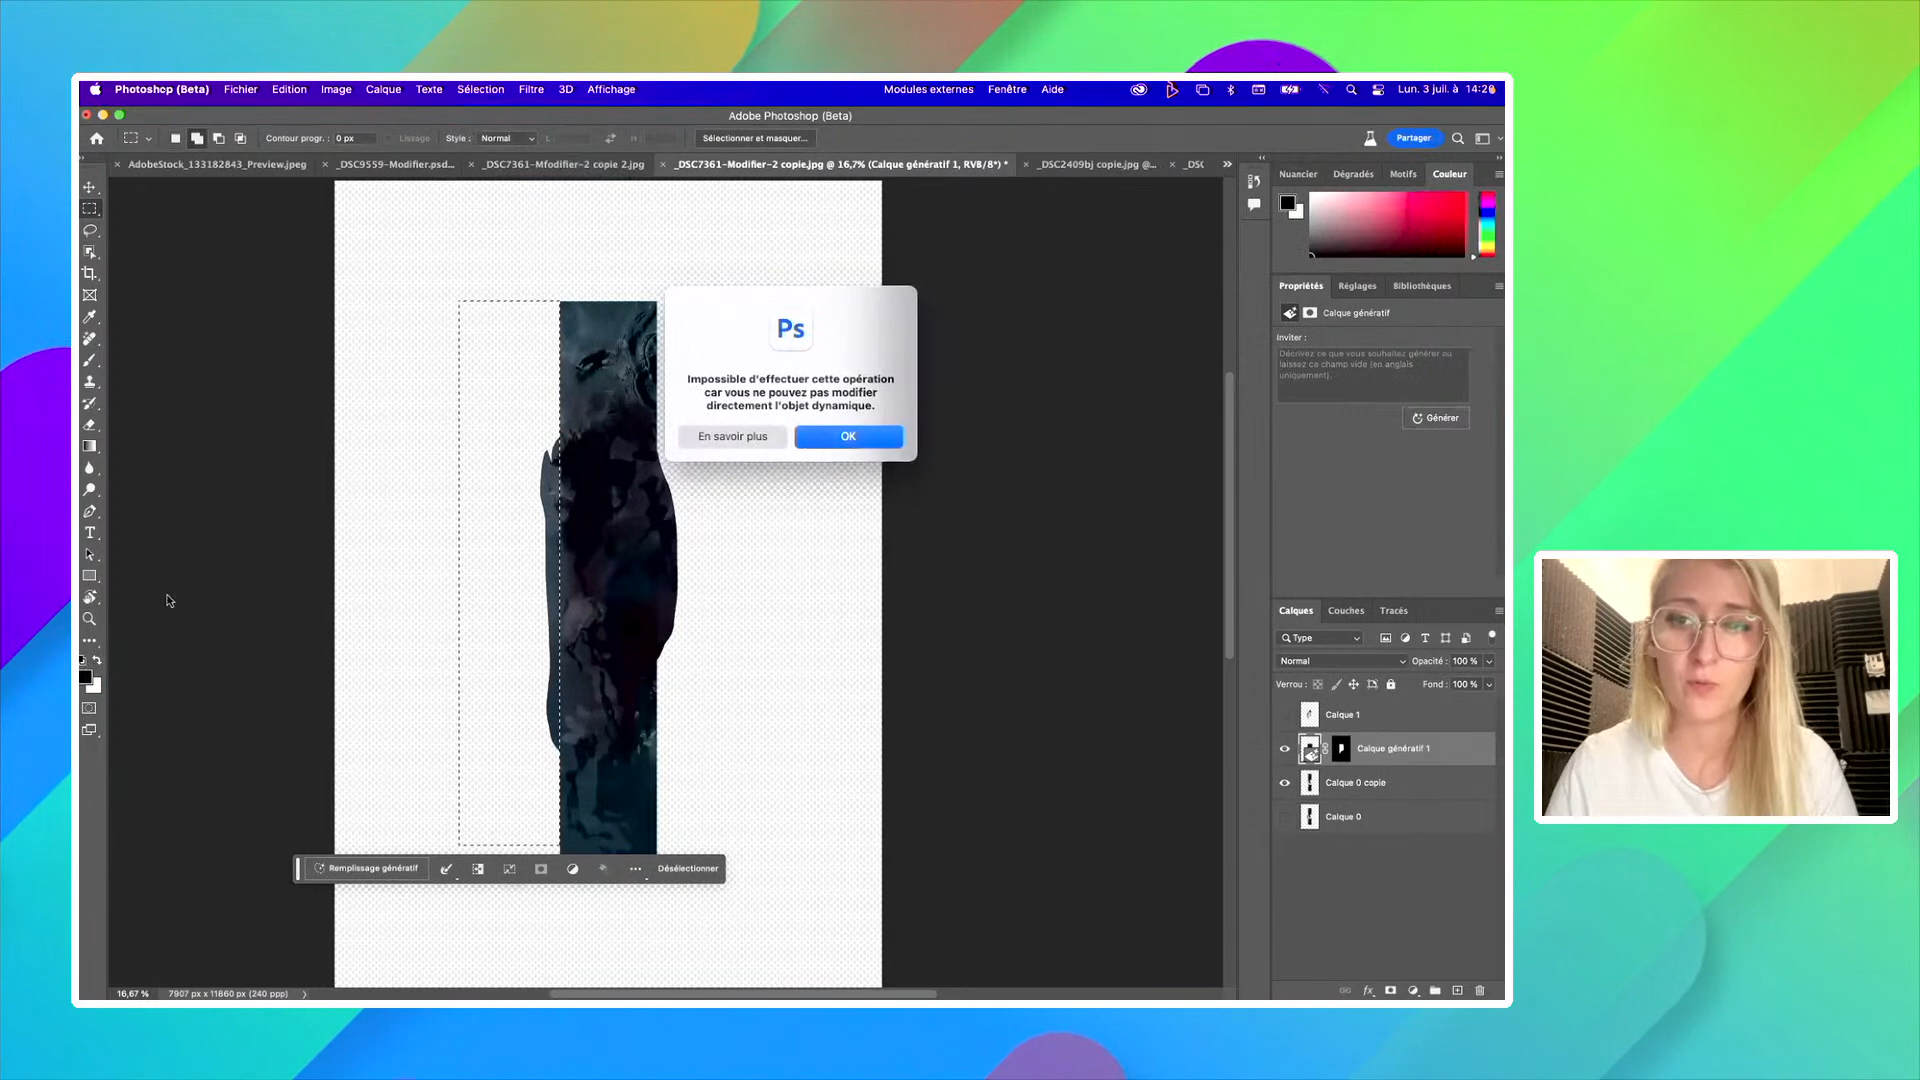 Photoshop (Beta) Fichier Edition Image Calque Texte Sélection Filtre 3D Affichage Modules externes Fenêtre Aide Lun. 3 juil. à 14:26
Adobe Photoshop (Beta)
Contour progr. : 0 px Lissage Style : Normal Sélectionner et masquer... Partager
AdobeStock_133182843_Preview.jpeg _DSC9559-Modifier.psd... _DSC7361-Mfodifier-2 copie 2.jpg _DSC7361-Modifier-2 copie.jpg @ 16,7% (Calque génératif 1, RVB/8*) * _DSC2409bj copie.jpg @... _DSC
Nuancier Dégradés Motifs Couleur
Propriétés Réglages Bibliothèques
Calque génératif
Inviter :
Décrivez ce que vous souhaitez générer ou
laissez ce champ vide (en anglais
uniquement).
Générer
Ps
Impossible d'effectuer cette opération
car vous ne pouvez pas modifier
directement l'objet dynamique.
En savoir plus OK
Calques Couches Tracés
Type
Normal Opacité : 100 %
Verrou : Fond : 100 %
Calque 1
Calque génératif 1
Calque 0 copie
Calque 0
Remplissage génératif Désélectionner
16,67 % 7907 px x 11860 px (240 ppp)